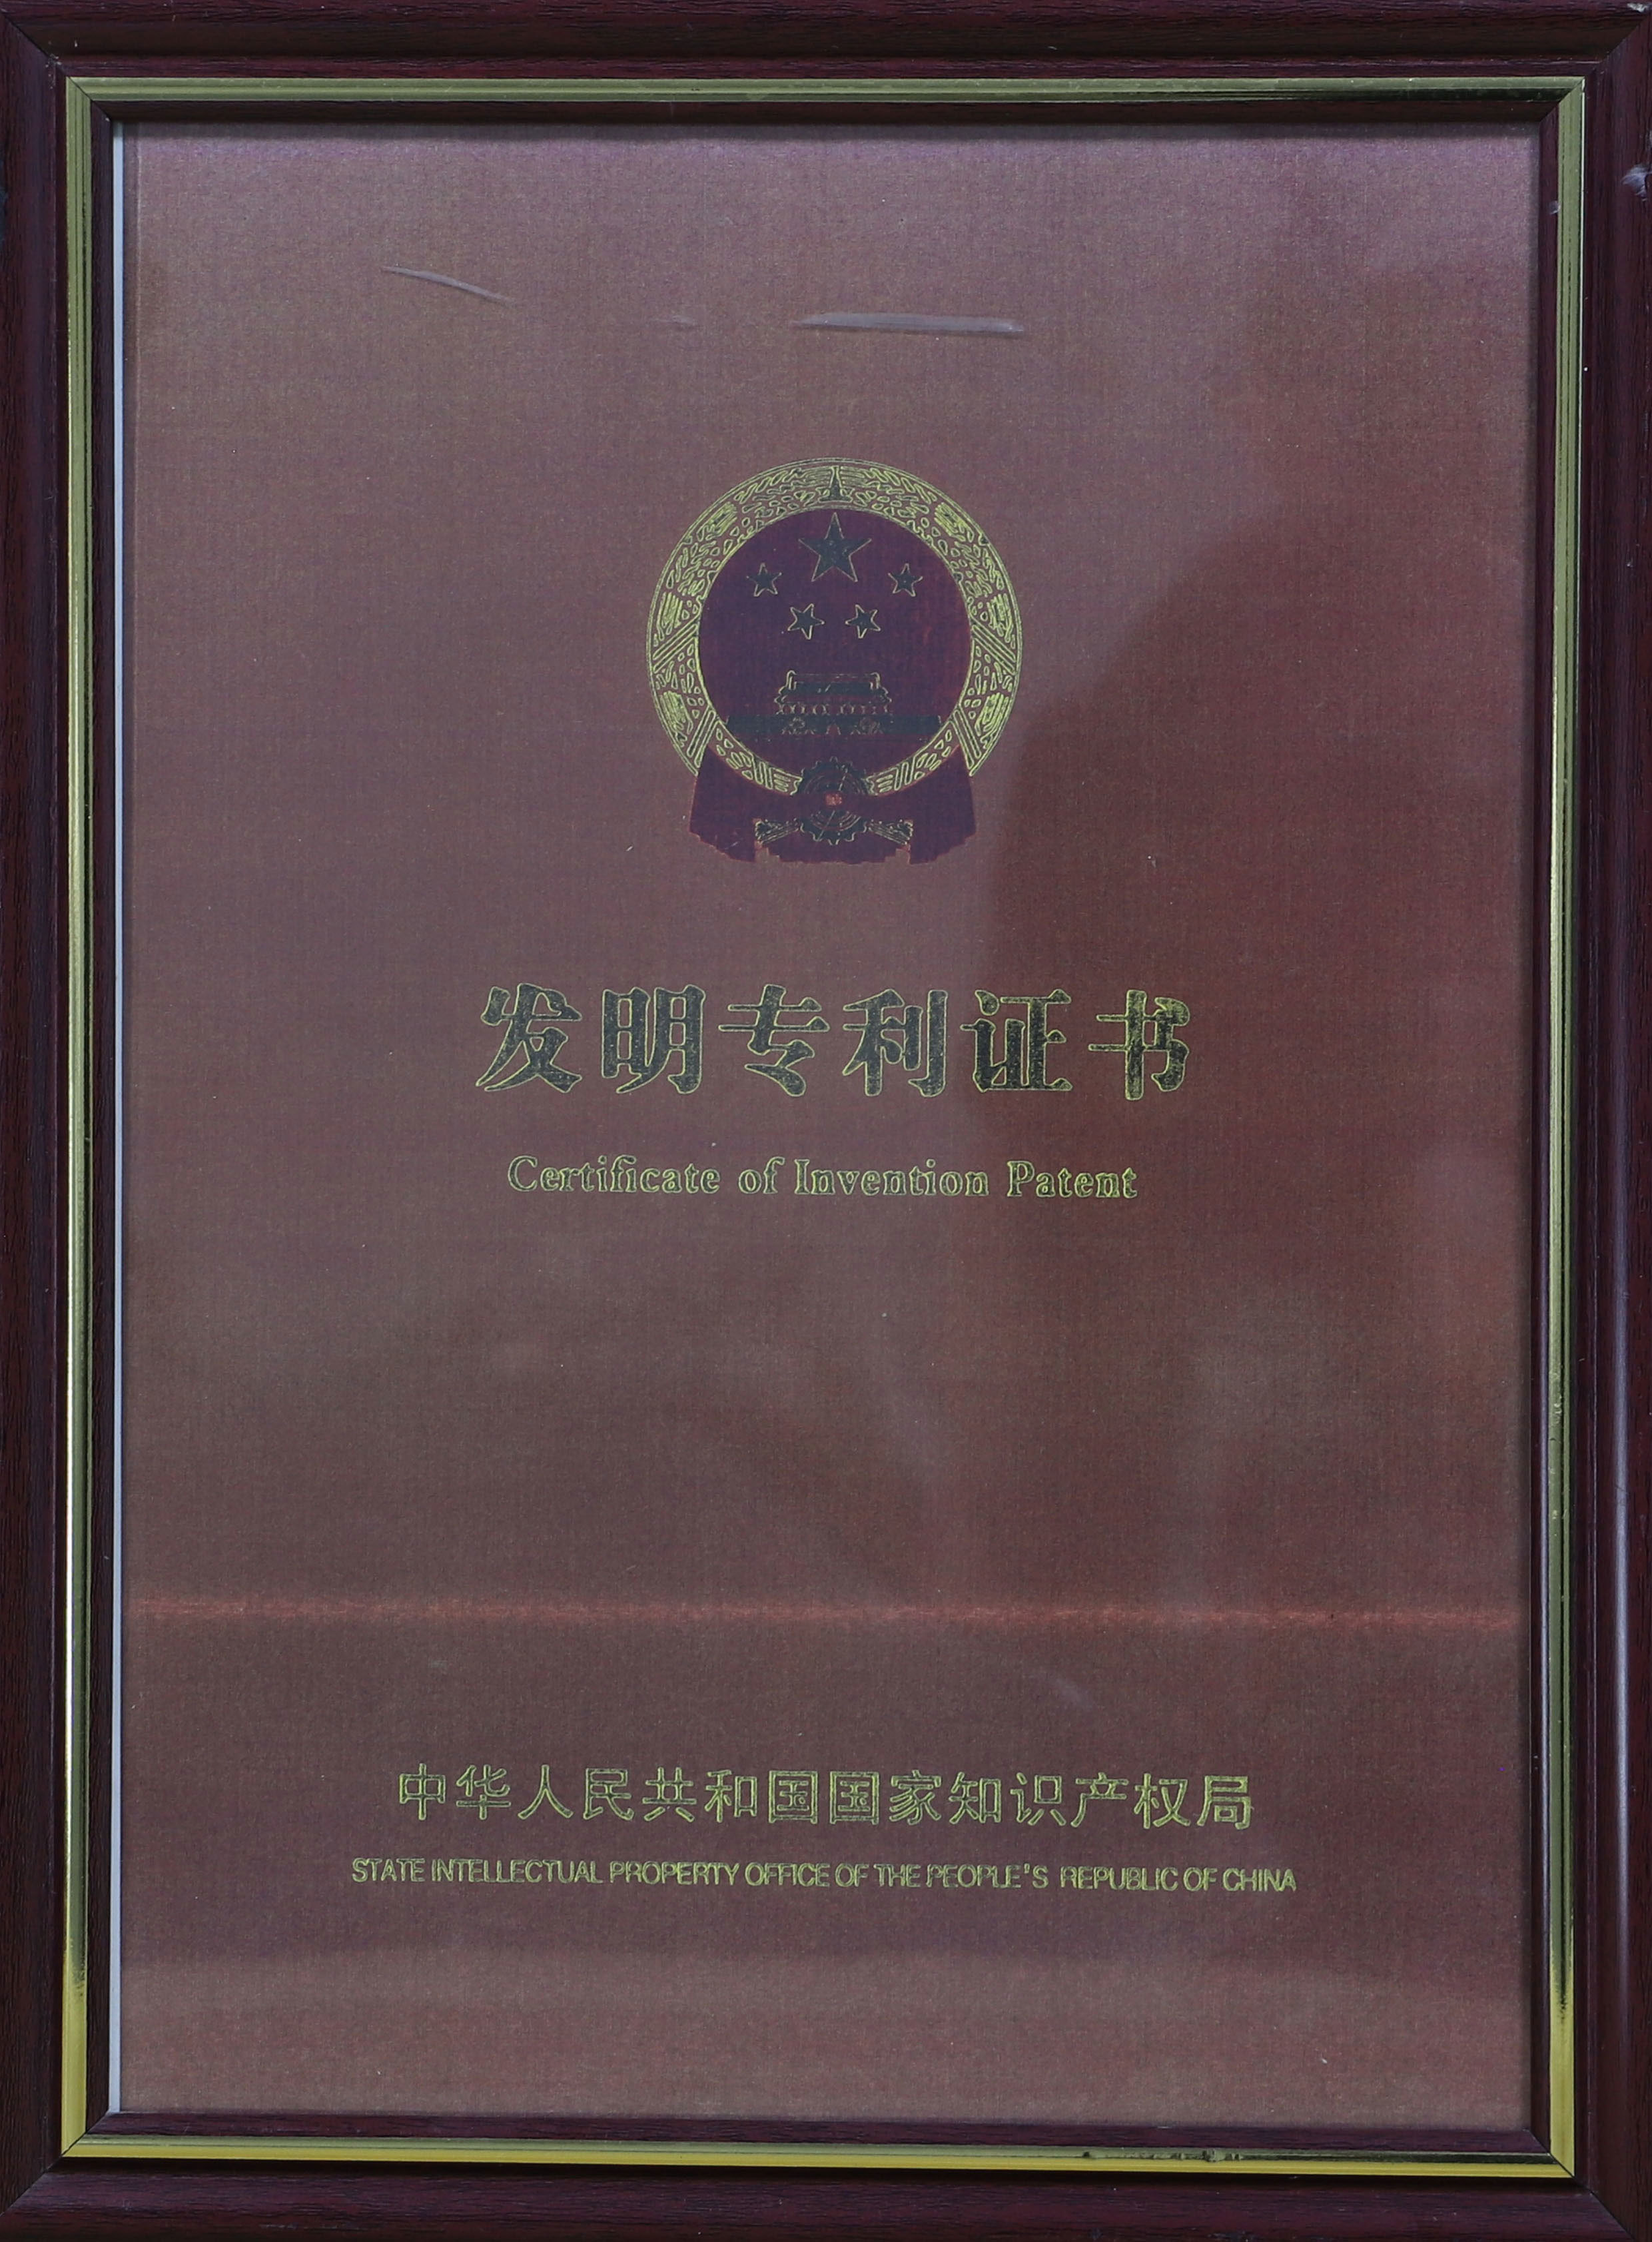 发明专利证书
Certificate of Invention Patent
中华人民共和国国家知识产权局
STATE INTELLECTUAL PROPERTY OFFICE OF THE PEOPLE'S REPUBLIC OF CHINA